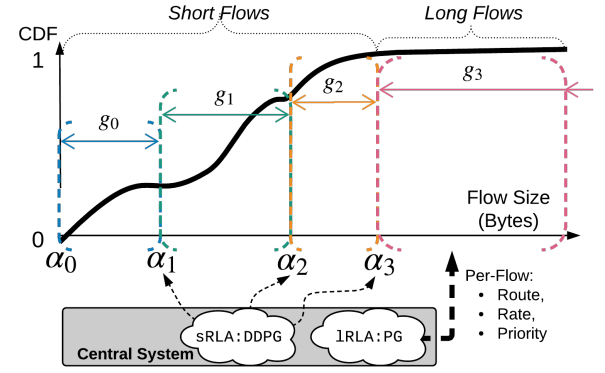 Short Flows
Long Flows
CDF
1
g₃
g₂
g₁
g₀
Flow Size
(Bytes)
0
α₀
α₁
α₂
α₃
Per-Flow:
• Route,
• Rate,
• Priority
sRLA:DDPG
lRLA:PG
Central System